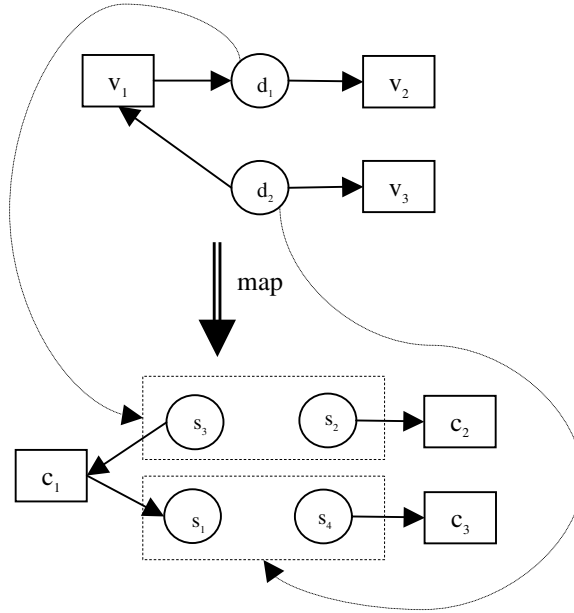 v₁
d₁
v₂
d₂
v₃
map
s₃
s₂
c₂
c₁
s₁
s₄
c₃